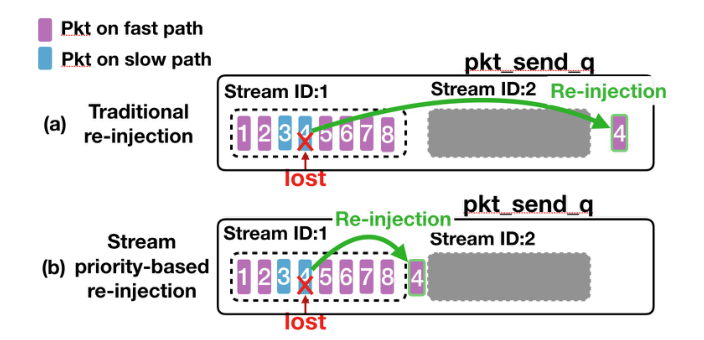 Pkt on fast path
Pkt on slow path
pkt_send_q
(a) Traditional re-injection
Stream ID:1
Stream ID:2
Re-injection
1 2 3 4 5 6 7 8
4
lost
pkt_send_q
(b) Stream priority-based re-injection
Re-injection
Stream ID:1
Stream ID:2
1 2 3 4 5 6 7 8 4
lost